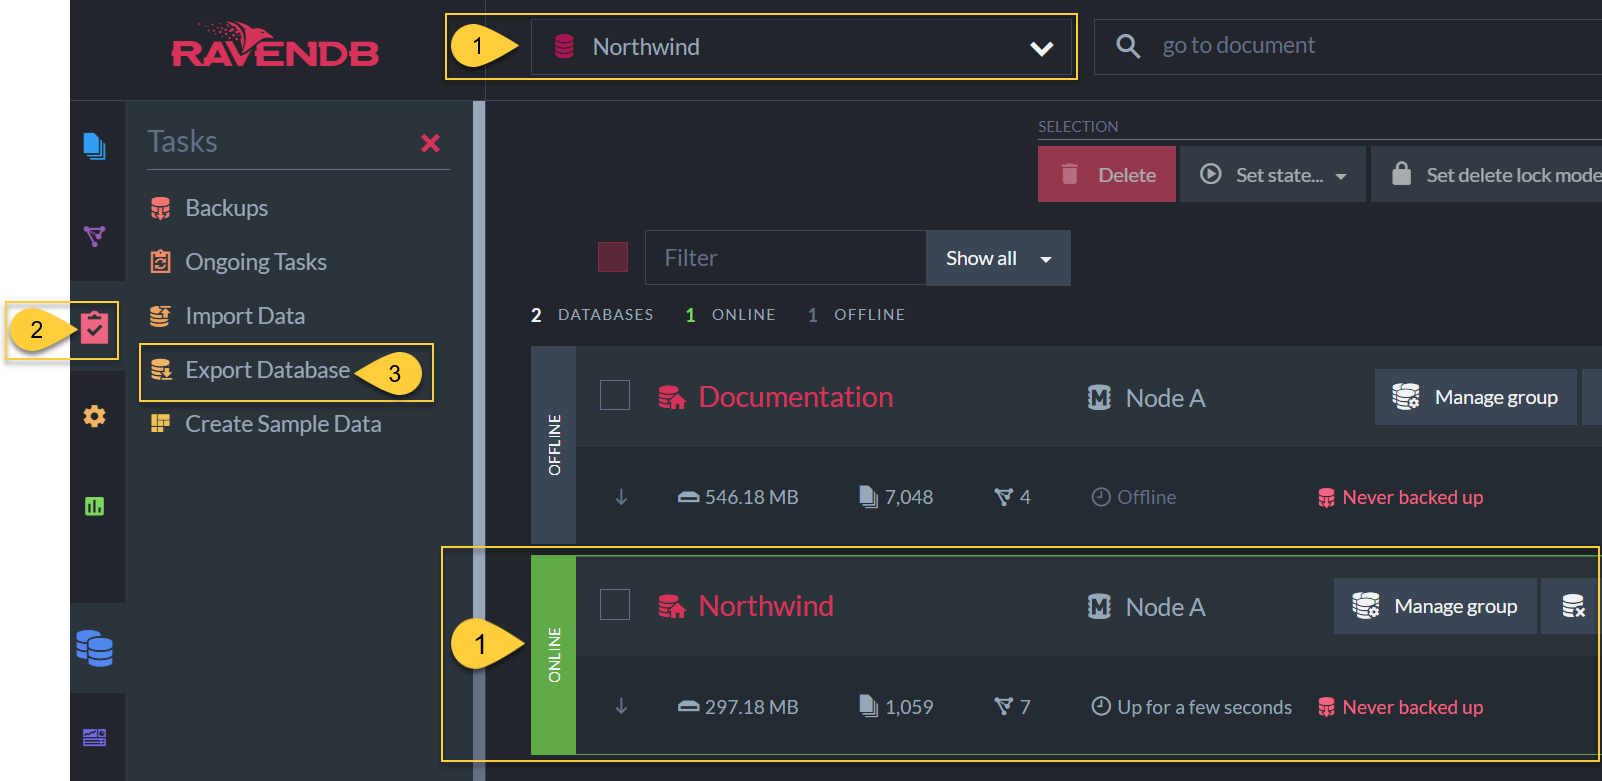 RAVENDB
1
Northwind
go to document
Tasks
SELECTION
Delete
Set state...
Set delete lock mode
Backups
Ongoing Tasks
Filter
Show all
2
Import Data
2 DATABASES 1 ONLINE 1 OFFLINE
Export Database
3
OFFLINE
Documentation
Node A
Manage group
Create Sample Data
546.18 MB
7,048
4
Offline
Never backed up
1
ONLINE
Northwind
Node A
Manage group
297.18 MB
1,059
7
Up for a few seconds
Never backed up